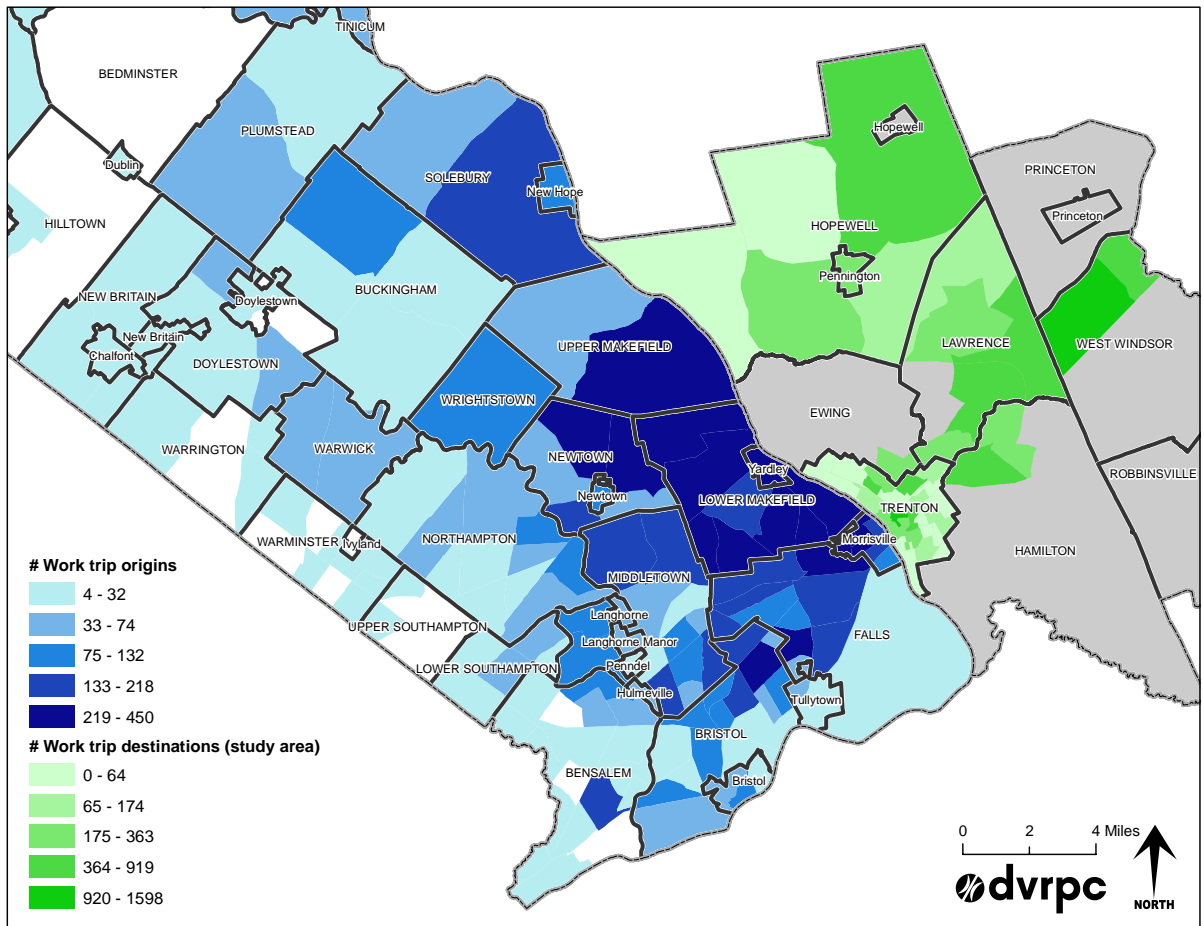 TINICUM
BEDMINSTER
PLUMSTEAD
Hopewell
Dublin
SOLEBURY
New Hope
PRINCETON
Princeton
HILLTOWN
HOPEWELL
Pennington
NEW BRITAIN
Doylestown
BUCKINGHAM
New Britain
Chalfont
DOYLESTOWN
UPPER MAKEFIELD
LAWRENCE
WEST WINDSOR
WRIGHTSTOWN
EWING
WARRINGTON
WARWICK
NEWTOWN
Yardley
ROBBINSVILLE
Newtown
LOWER MAKEFIELD
TRENTON
WARMINSTER
Ivyland
NORTHAMPTON
Morrisville
HAMILTON
MIDDLETOWN
Langhorne
UPPER SOUTHAMPTON
Langhorne Manor
FALLS
LOWER SOUTHAMPTON
Penndel
Hulmeville
Tullytown
BRISTOL
BENSALEM
Bristol
# Work trip origins
4 - 32
33 - 74
75 - 132
133 - 218
219 - 450
# Work trip destinations (study area)
0 - 64
65 - 174
175 - 363
364 - 919
920 - 1598
0 2 4 Miles
dvrpc
NORTH